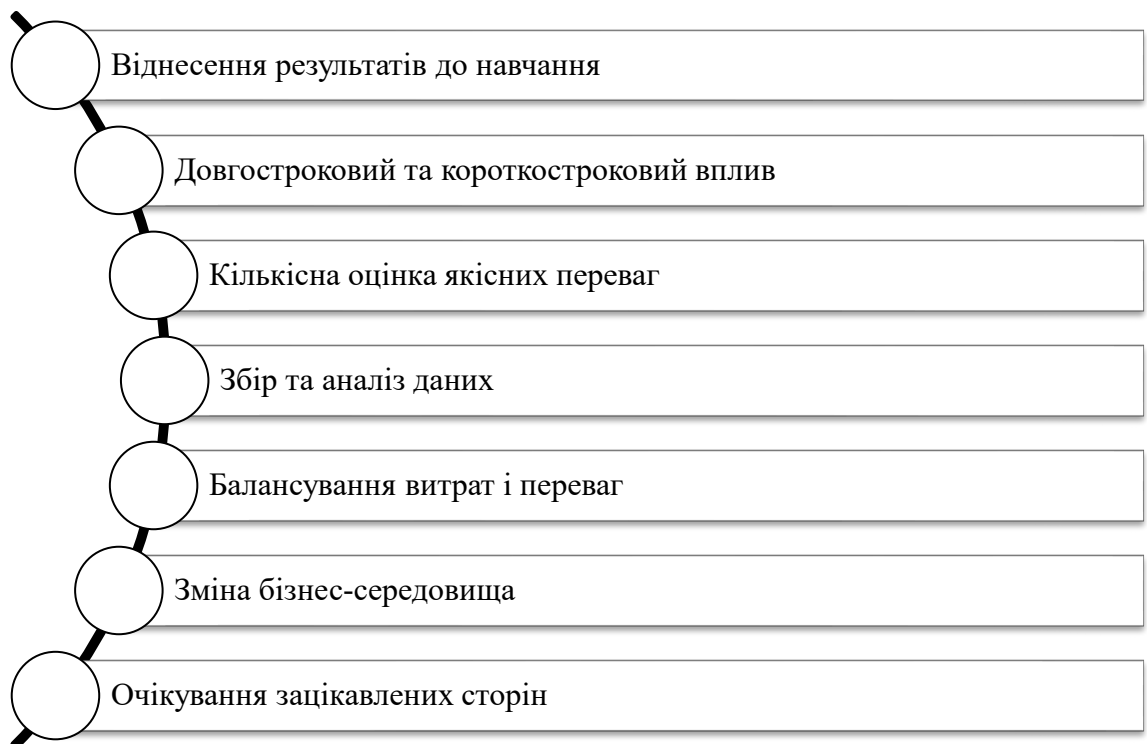 Віднесення результатів до навчання
Довгостроковий та короткостроковий вплив
Кількісна оцінка якісних переваг
Збір та аналіз даних
Балансування витрат і переваг
Зміна бізнес-середовища
Очікування зацікавлених сторін